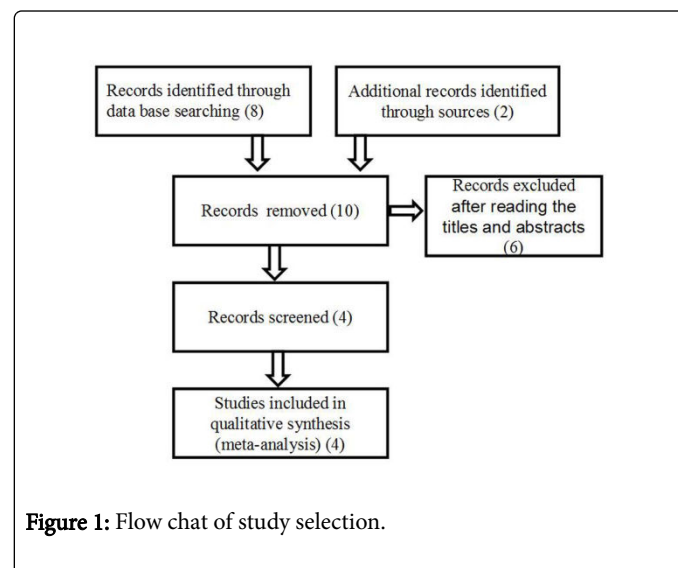 Records identified through
data base searching (8)
Additional records identified
through sources (2)
Records removed (10)
Records excluded
after reading the
titles and abstracts
(6)
Records screened (4)
Studies included in
qualitative synthesis
(meta-analysis) (4)
Figure 1: Flow chat of study selection.